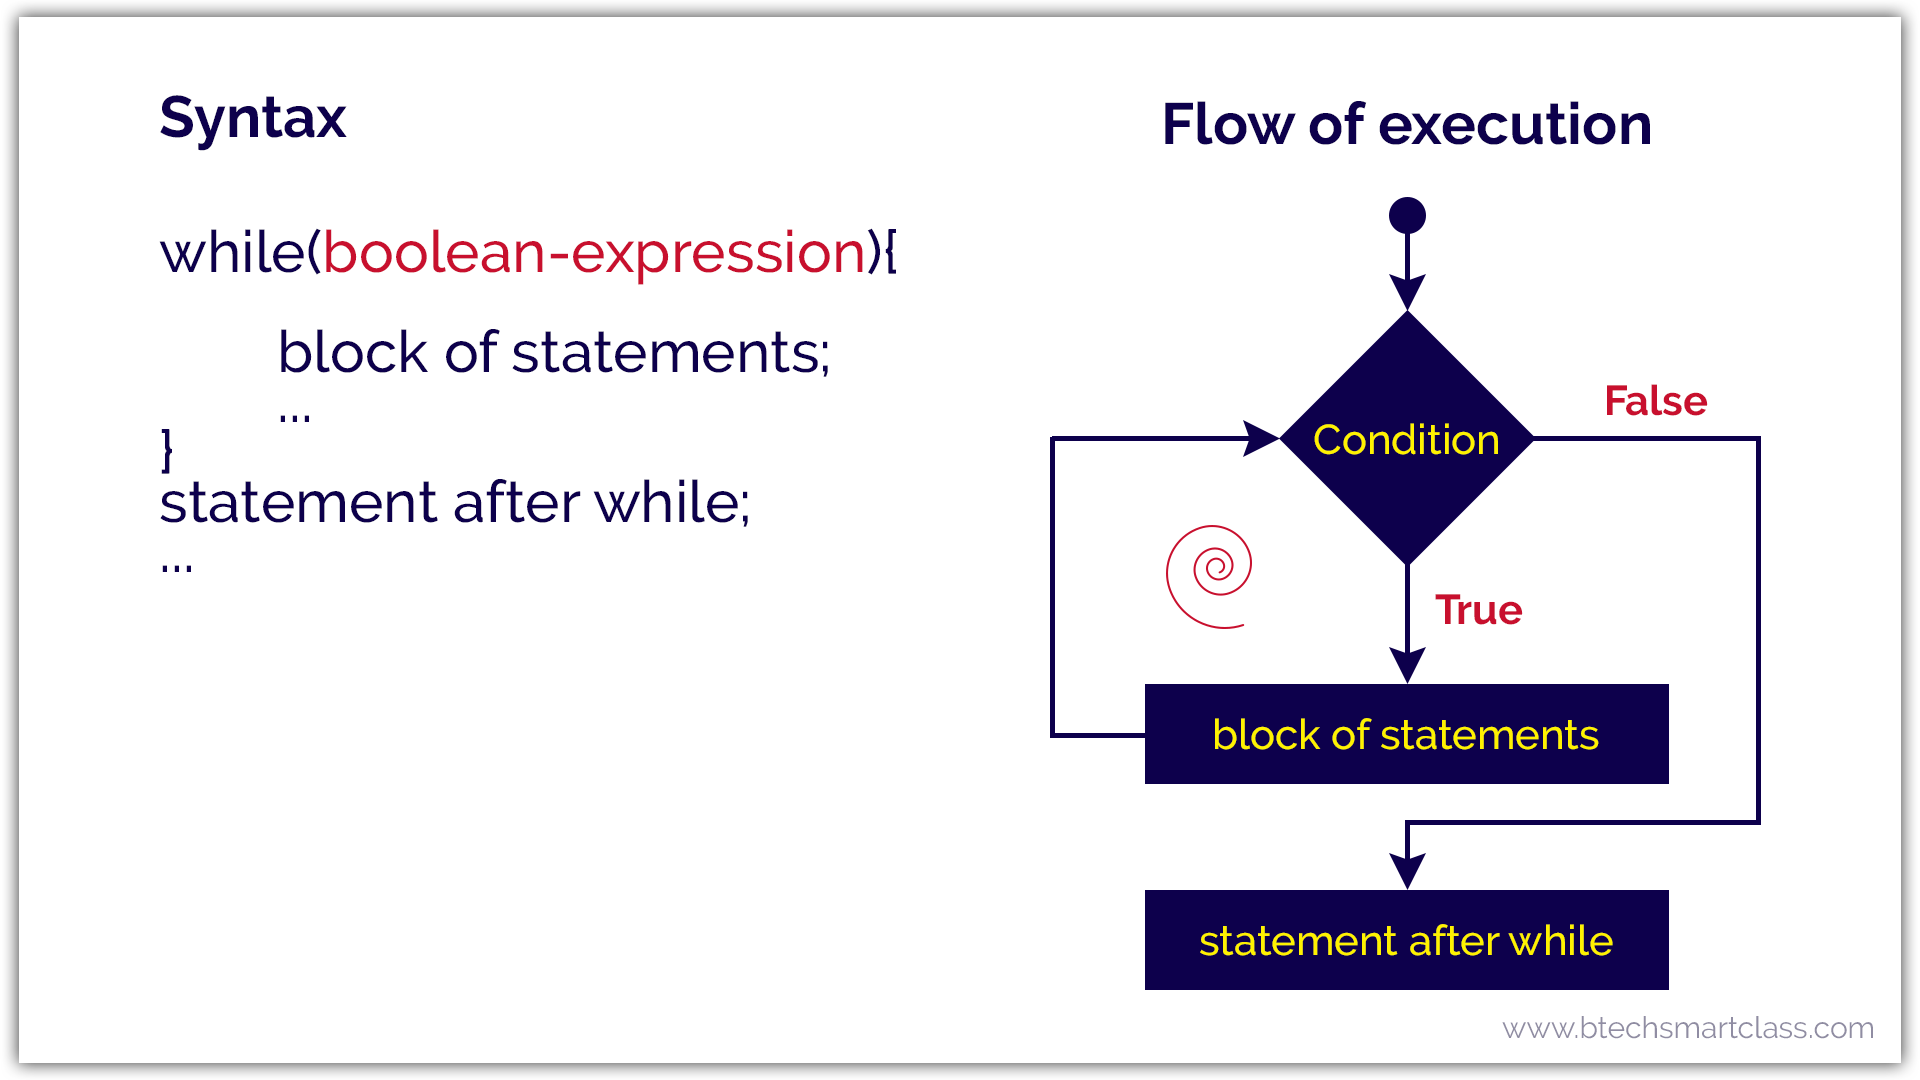 Syntax
while(boolean-expression){
block of statements;
...
}
statement after while;
...
Flow of execution
Condition
False
True
block of statements
statement after while
www.btechsmartclass.com